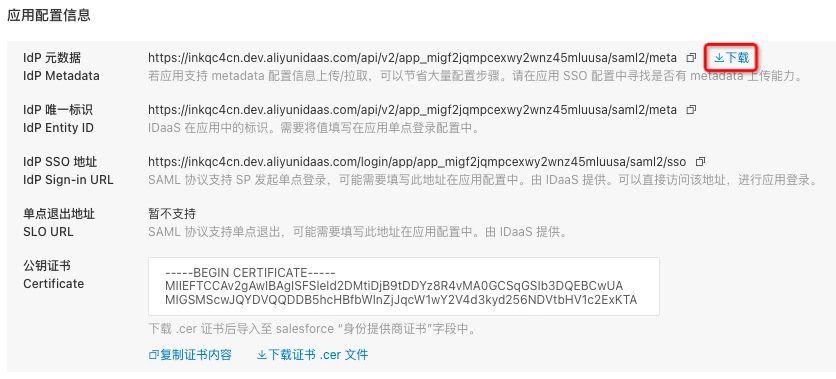 应用配置信息
IdP 元数据 https://inkqc4cn.dev.aliyunidaas.com/api/v2/app_migf2jqmpcexwy2wnz45mluusa/saml2/meta 下载
IdP Metadata 若应用支持 metadata 配置信息上传/拉取，可以节省大量配置步骤。请在应用 SSO 配置中寻找是否有 metadata 上传能力。
IdP 唯一标识 https://inkqc4cn.dev.aliyunidaas.com/api/v2/app_migf2jqmpcexwy2wnz45mluusa/saml2/meta
IdP Entity ID IDaaS 在应用中的标识。需要将值填写在应用单点登录配置中。
IdP SSO 地址 https://inkqc4cn.dev.aliyunidaas.com/login/app/app_migf2jqmpcexwy2wnz45mluusa/saml2/sso
IdP Sign-in URL SAML 协议支持 SP 发起单点登录，可能需要填写此地址在应用配置中。由 IDaaS 提供。可以直接访问该地址，进行应用登录。
单点退出地址 暂不支持
SLO URL SAML 协议支持单点退出，可能需要填写此地址在应用配置中。由 IDaaS 提供。
公钥证书 -----BEGIN CERTIFICATE-----
Certificate MIIEFTCCAv2gAwIBAgISFSleId2DMtiDjB9tDDYz8R4vMA0GCSqGSIb3DQEBCwUA
MIGSMScwJQYDVQQDDB5hcHBfbWlnZjJqcW1wY2V4d3kyd256NDVtbHV1c2ExKTA
下载 .cer 证书后导入至 salesforce “身份提供商证书”字段中。
复制证书内容 下载证书 .cer 文件